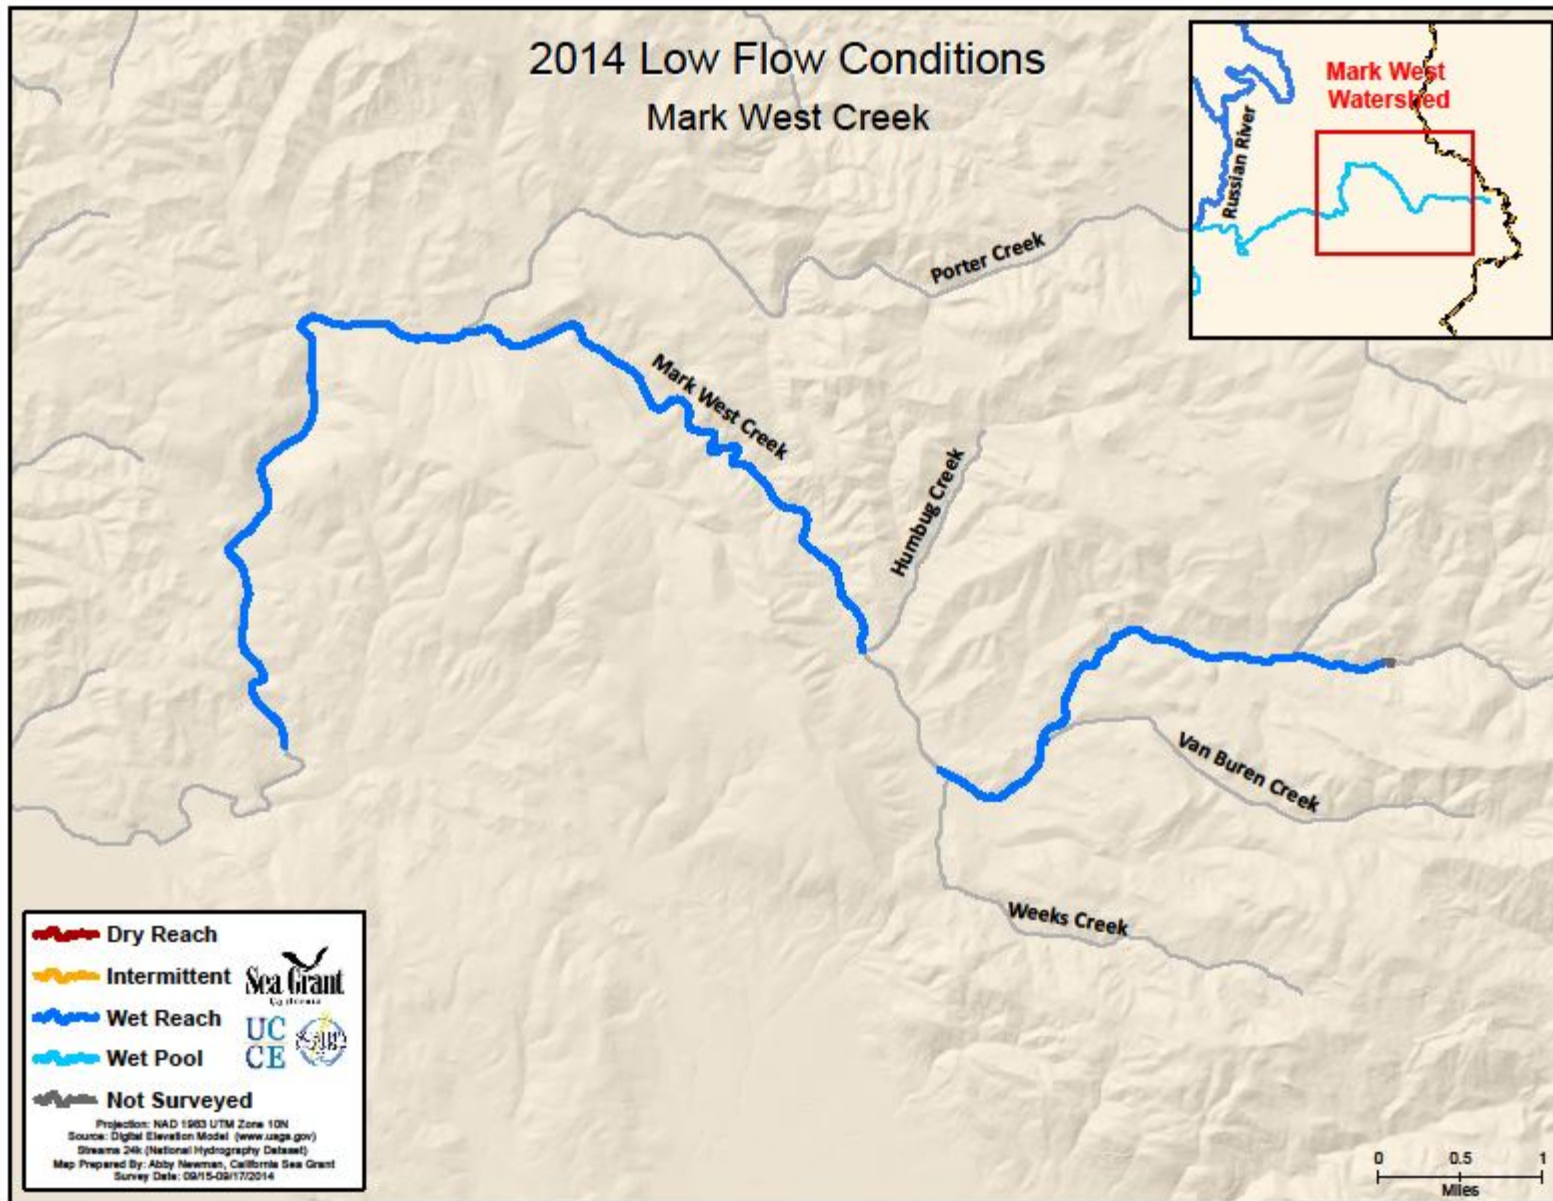 2014 Low Flow Conditions
Mark West Creek
Mark West
Watershed
Russian River
Porter Creek
Mark West Creek
Humbug Creek
Van Buren Creek
Weeks Creek
Dry Reach
Intermittent
Wet Reach
Wet Pool
Not Surveyed
Sea Grant
California
UC
CE
Projection: NAD 1983 UTM Zone 10N
Source: Digital Elevation Model (www.usgs.gov)
Streams 24k (National Hydrography Dataset)
Map Prepared By: Abby Newman, California Sea Grant
Survey Date: 09/15-09/17/2014
0 0.5 1
Miles